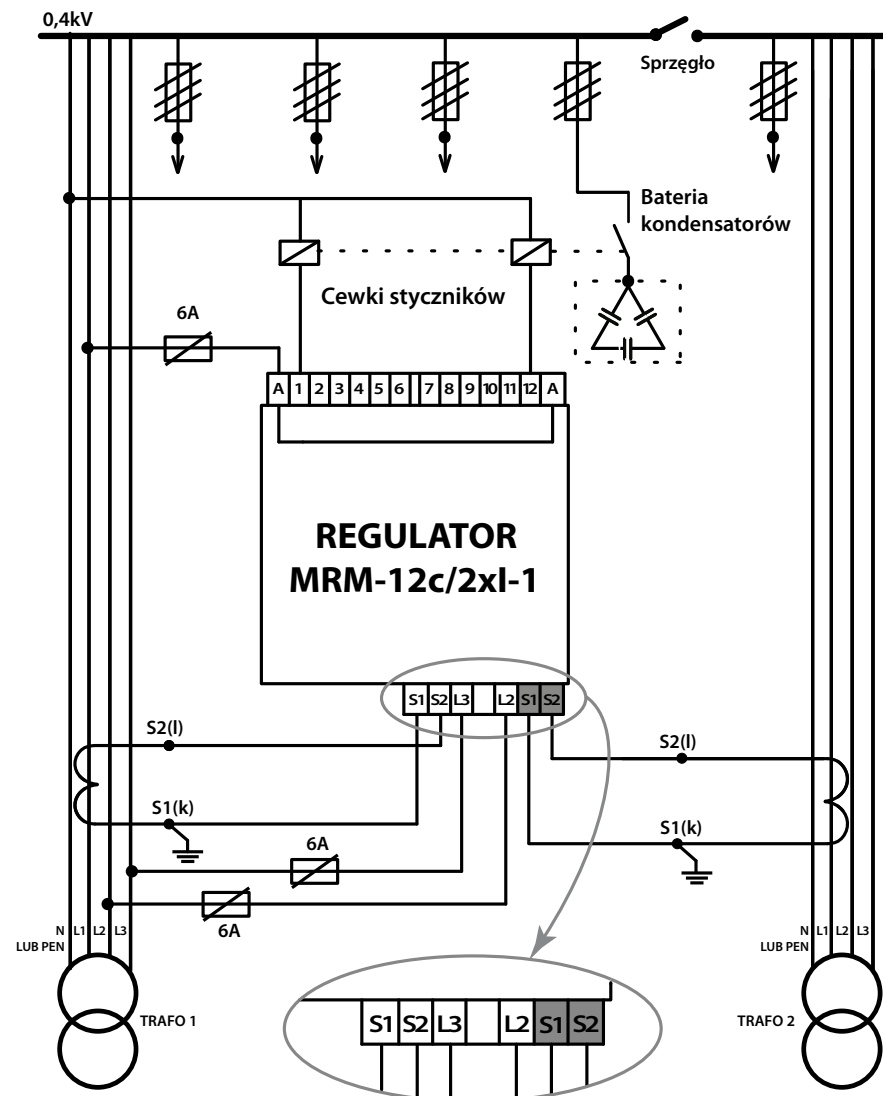 0,4kV
Sprzęgło
Bateria
kondensatorów
Cewki styczników
6A
A 1 2 3 4 5 6 7 8 9 10 11 12 A
REGULATOR
MRM-12c/2xI-1
S1 S2 L3 L2 S1 S2
S2(l)
S2(l)
S1(k)
S1(k)
6A
6A
N L1 L2 L3
LUB PEN
N L1 L2 L3
LUB PEN
TRAFO 1
TRAFO 2
S1 S2 L3 L2 S1 S2